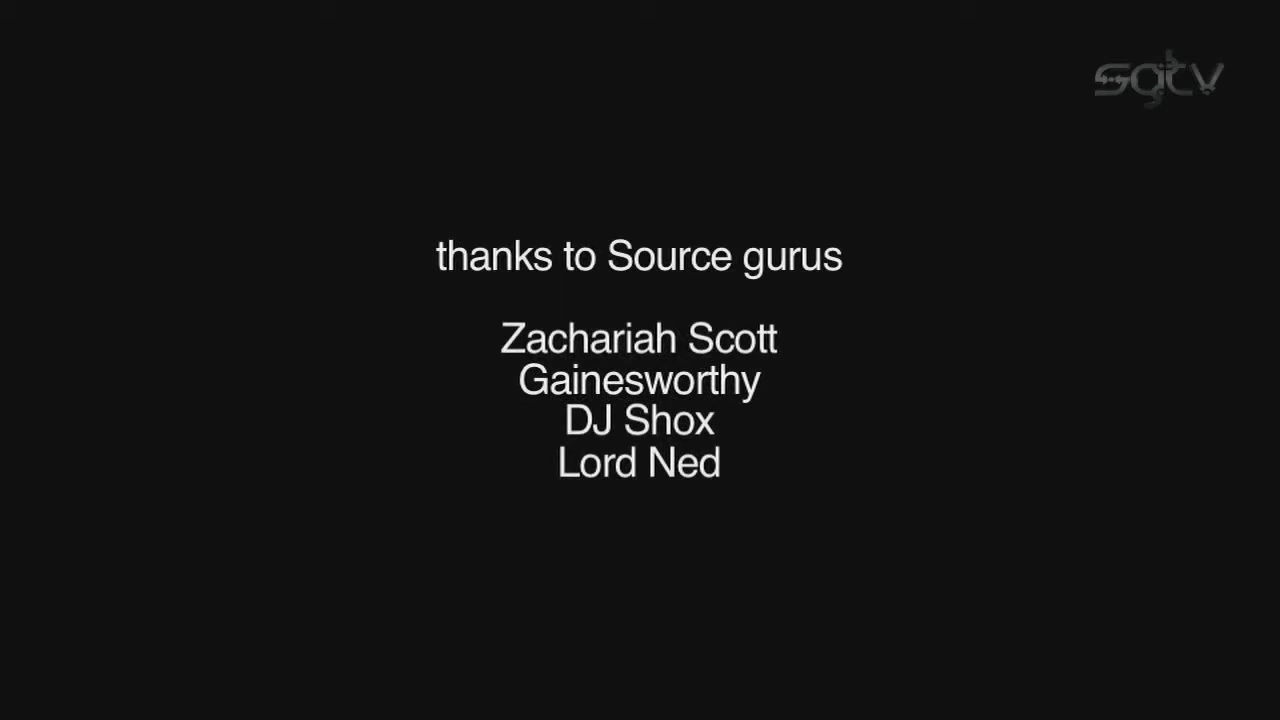 sgtv
thanks to Source gurus
Zachariah Scott
Gainesworthy
DJ Shox
Lord Ned